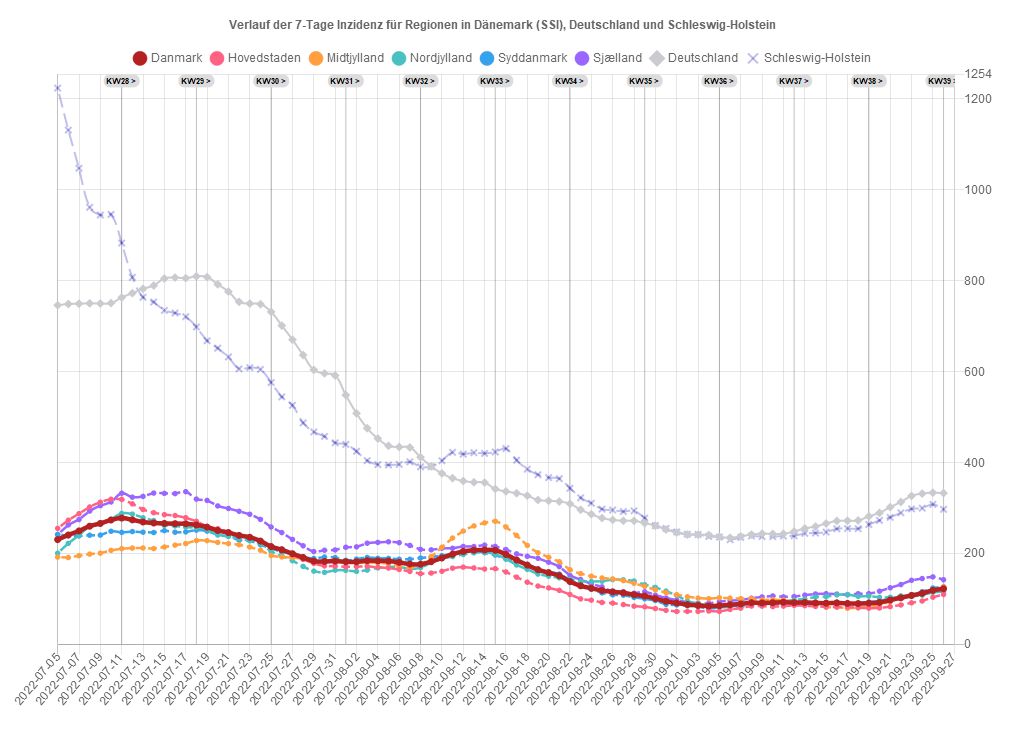 Verlauf der 7-Tage Inzidenz für Regionen in Dänemark (SSI), Deutschland und Schleswig-Holstein
Danmark Hovedstaden Midtjylland Nordjylland Syddanmark Sjælland Deutschland Schleswig-Holstein
KW28 > KW29 > KW30 > KW31 > KW32 > KW33 > KW34 > KW35 > KW36 > KW37 > KW38 > KW39 >
1254
1200
1000
800
600
400
200
0
2022-07-05 2022-07-07 2022-07-09 2022-07-11 2022-07-13 2022-07-15 2022-07-17 2022-07-19 2022-07-21 2022-07-23 2022-07-25 2022-07-27 2022-07-29 2022-07-31 2022-08-02 2022-08-04 2022-08-06 2022-08-08 2022-08-10 2022-08-12 2022-08-14 2022-08-16 2022-08-18 2022-08-20 2022-08-22 2022-08-24 2022-08-26 2022-08-28 2022-08-30 2022-09-01 2022-09-03 2022-09-05 2022-09-07 2022-09-09 2022-09-11 2022-09-13 2022-09-15 2022-09-17 2022-09-19 2022-09-21 2022-09-23 2022-09-25 2022-09-27